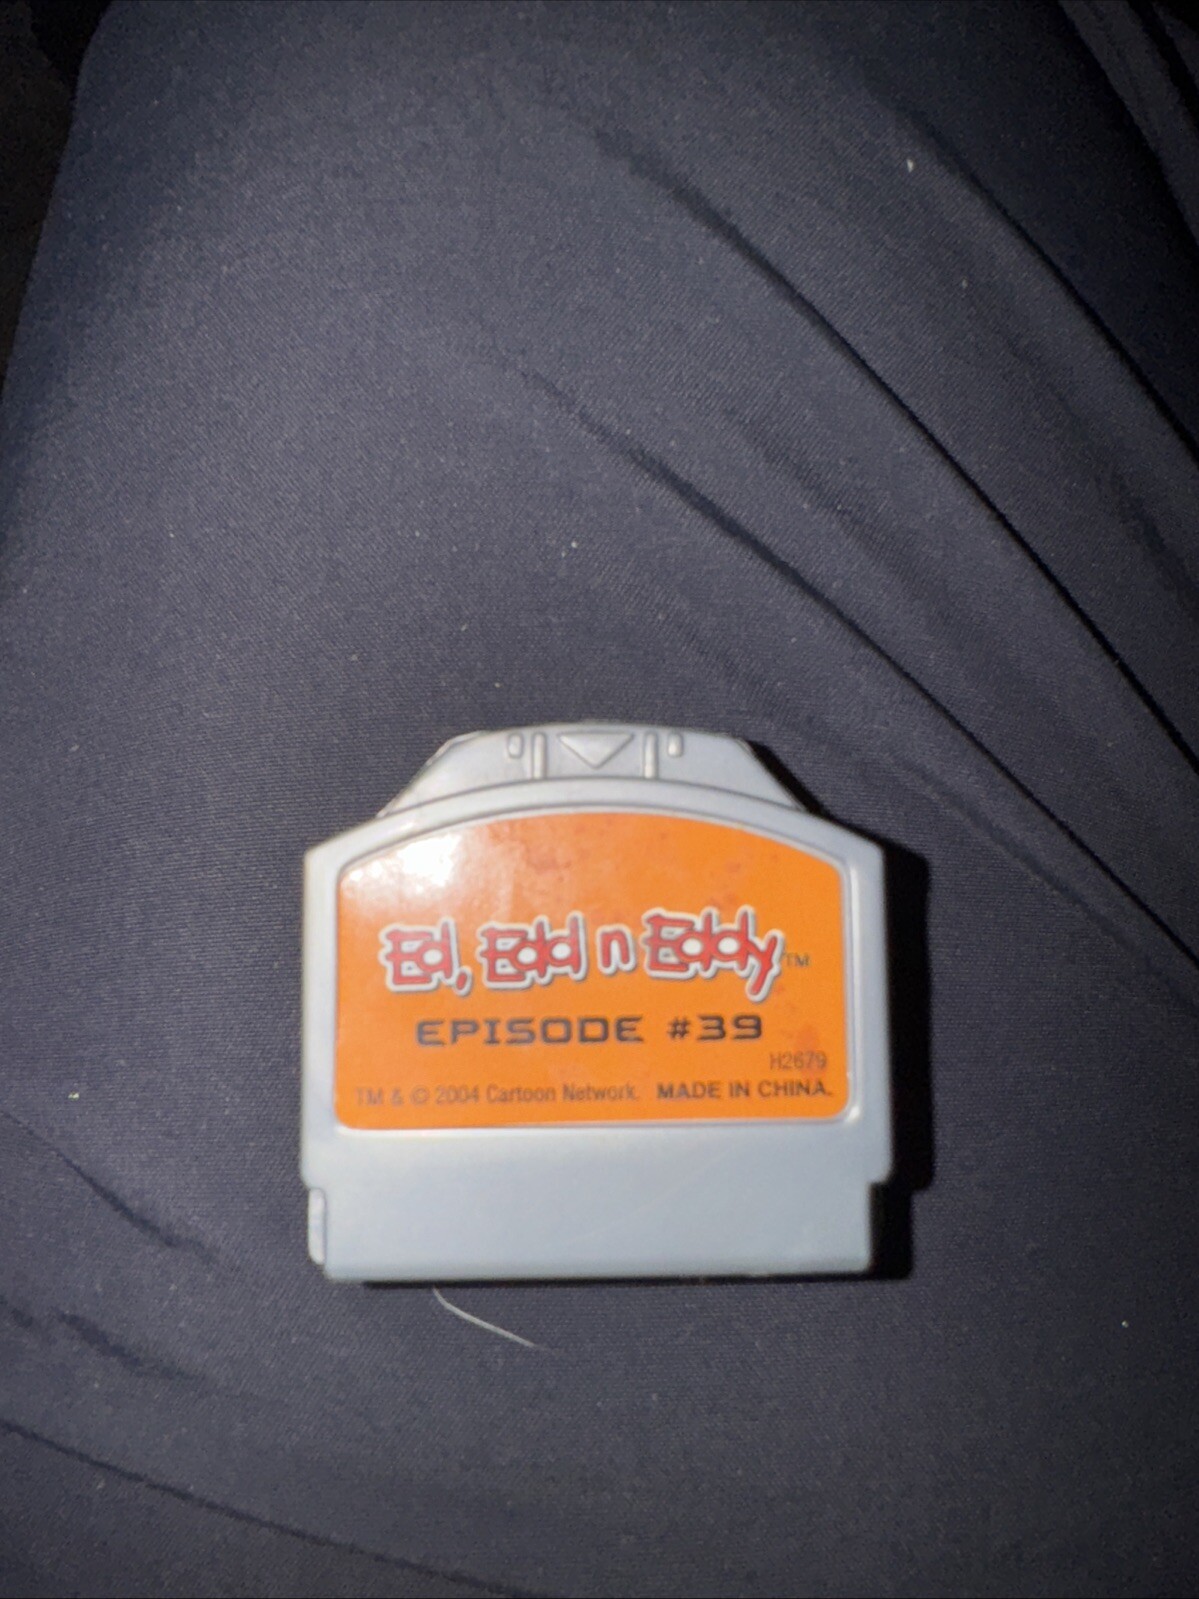 Ed, Edd n Eddy™
EPISODE #39
H2679
TM & © 2004 Cartoon Network. MADE IN CHINA.